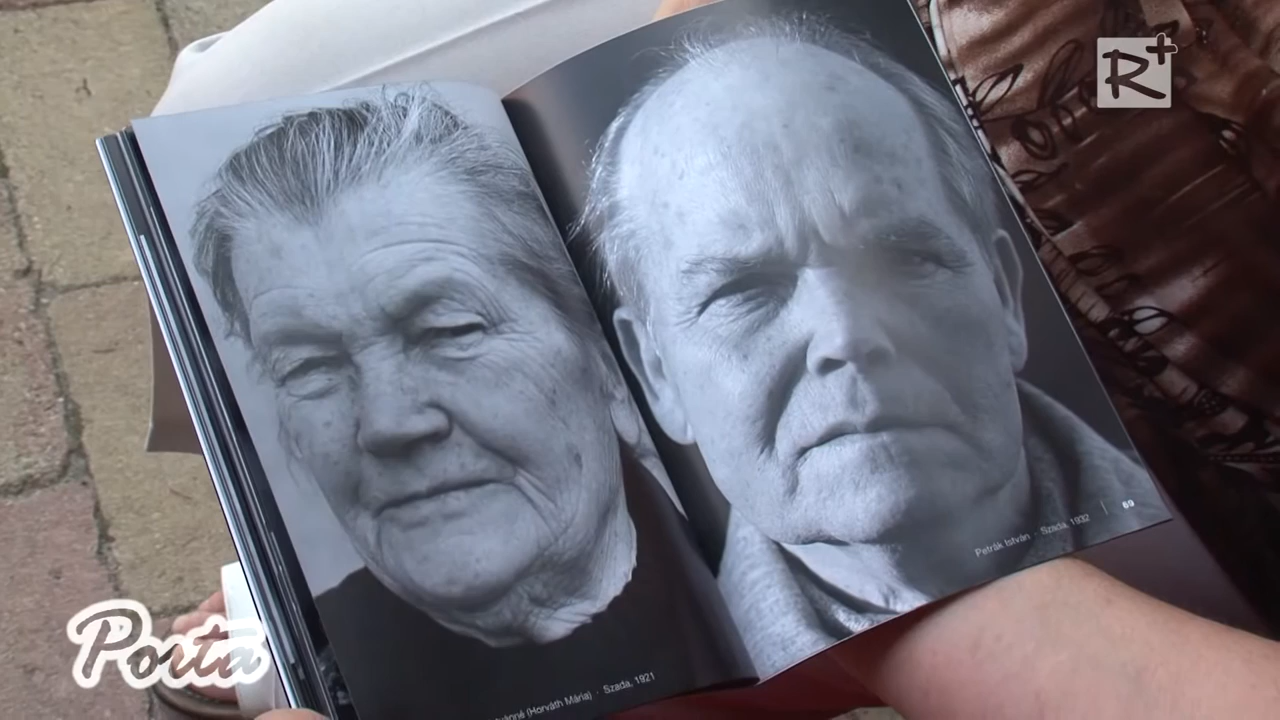 R+
(Horváth Mária) · Szada, 1921
Petrák István · Szada, 1932 | 69
Porta